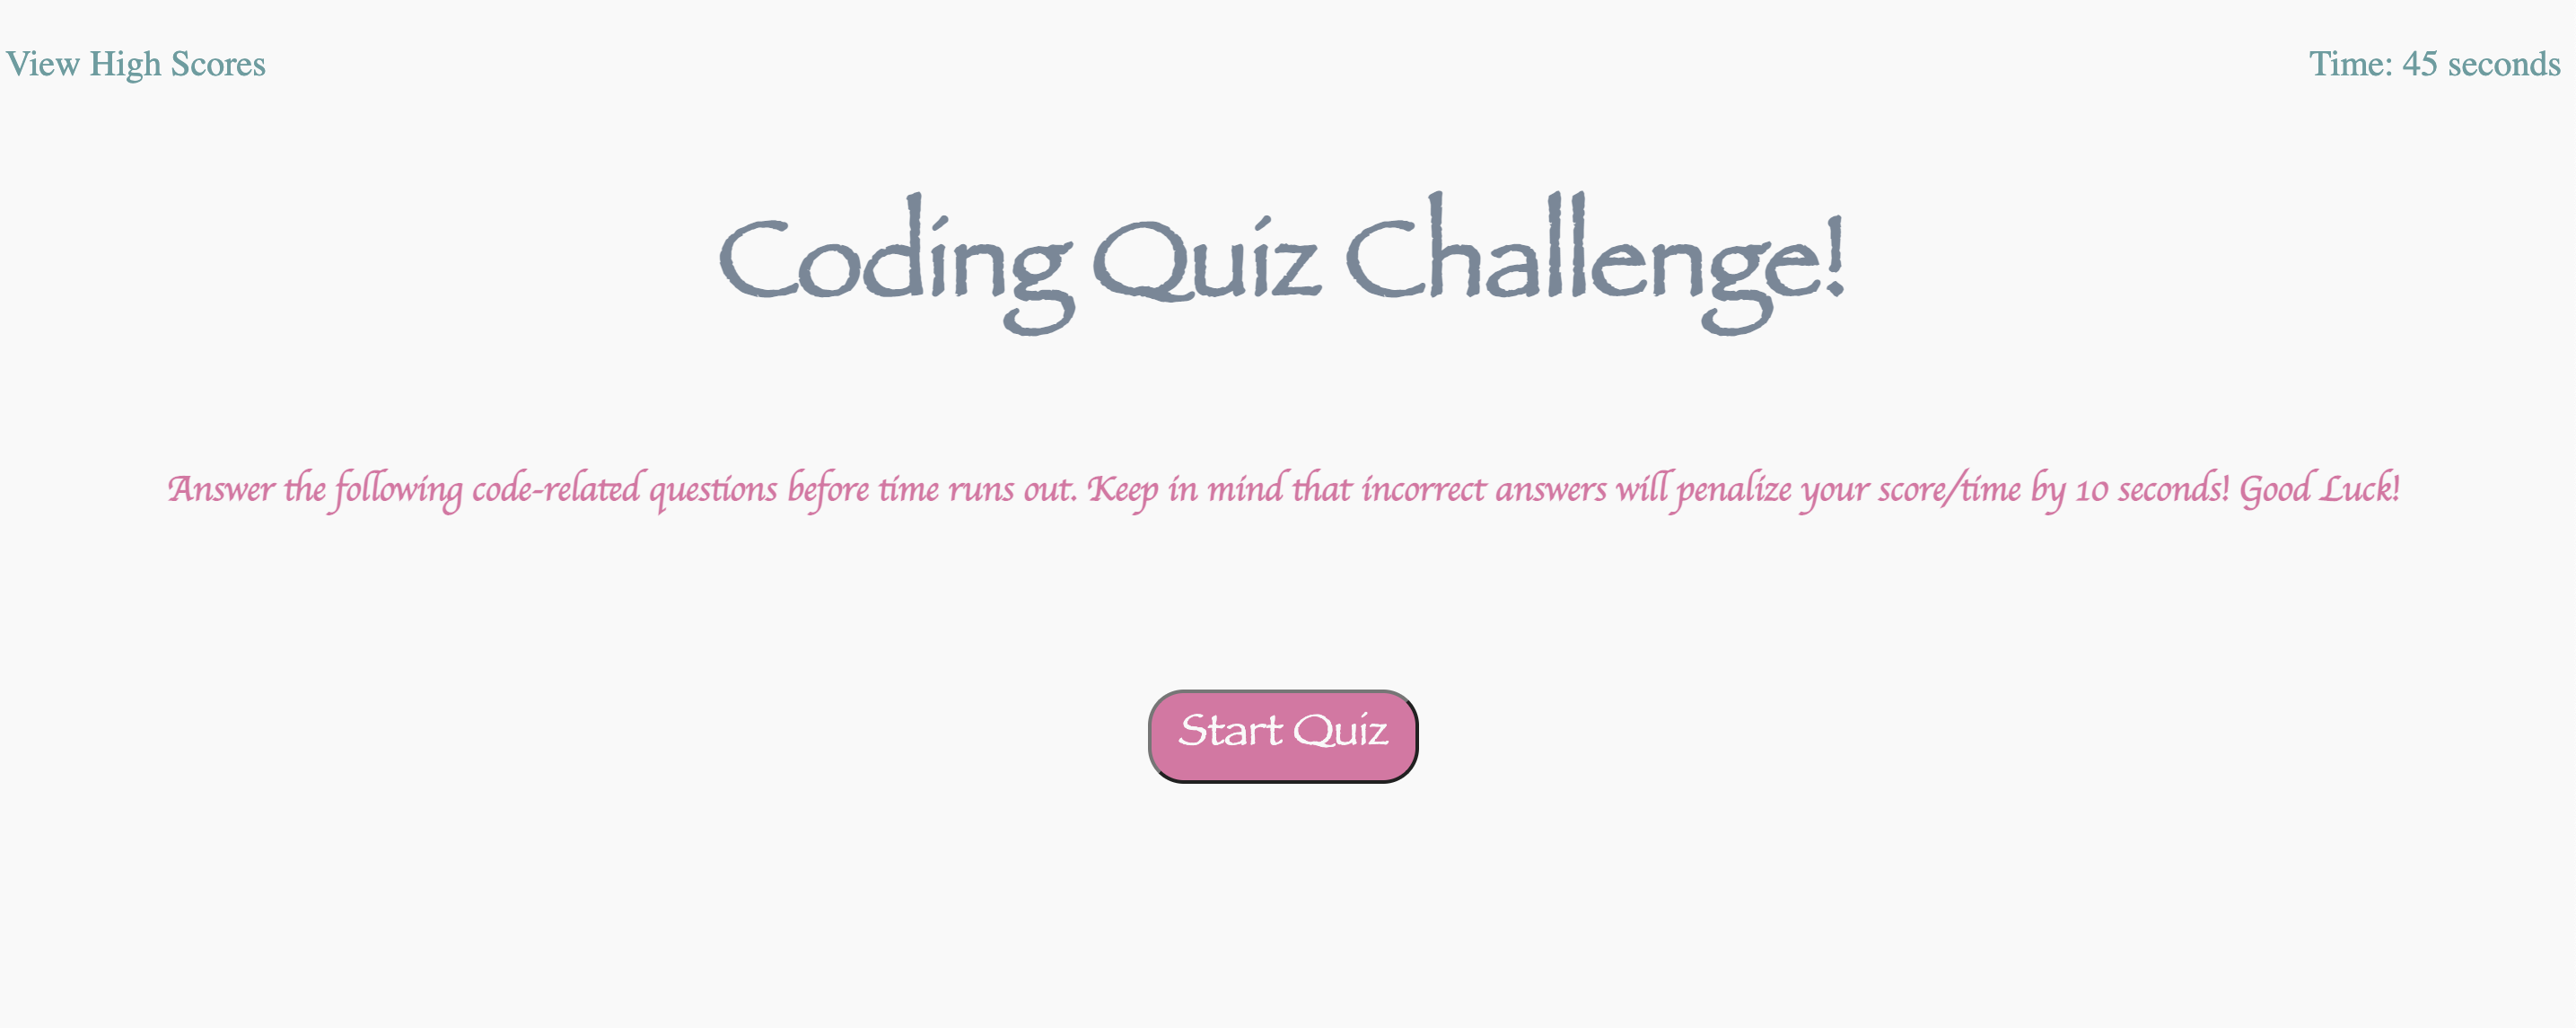 View High Scores
Time: 45 seconds
Coding Quiz Challenge!
Answer the following code-related questions before time runs out. Keep in mind that incorrect answers will penalize your score/time by 10 seconds! Good Luck!
Start Quiz